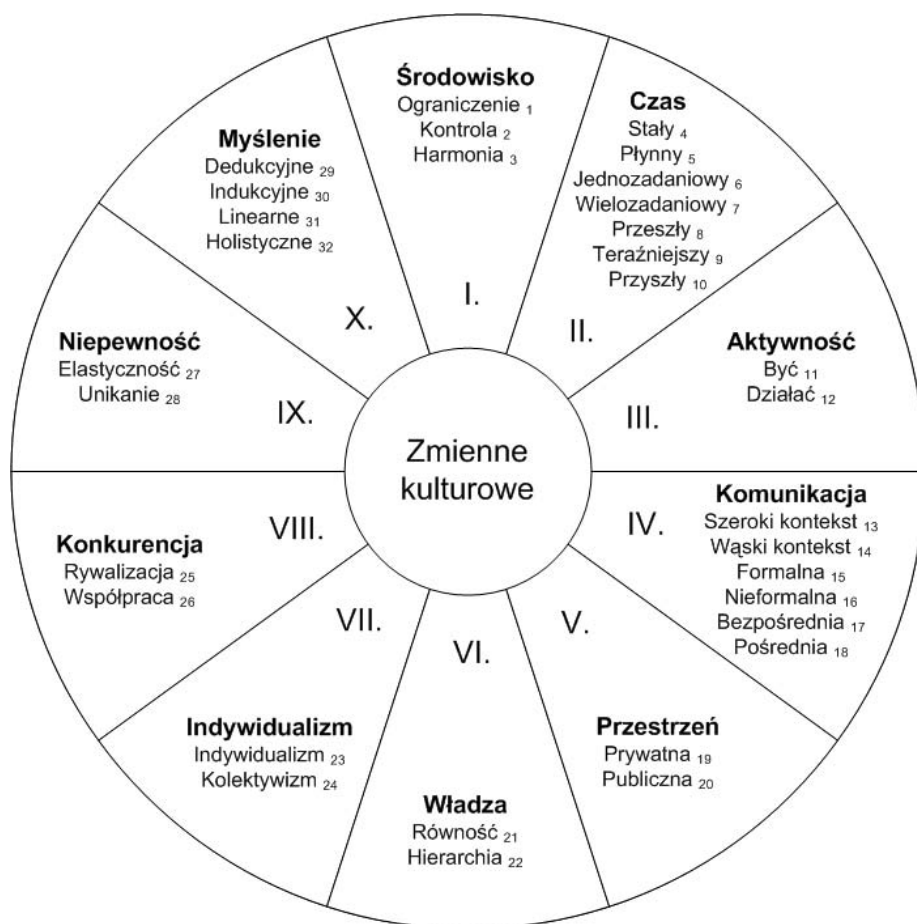 Środowisko
Ograniczenie 1
Kontrola 2
Harmonia 3
I.
Czas
Stały 4
Płynny 5
Jednozadaniowy 6
Wielozadaniowy 7
Przeszły 8
Teraźniejszy 9
Przyszły 10
II.
Aktywność
Być 11
Działać 12
III.
Komunikacja
Szeroki kontekst 13
Wąski kontekst 14
Formalna 15
Nieformalna 16
Bezpośrednia 17
Pośrednia 18
IV.
Przestrzeń
Prywatna 19
Publiczna 20
V.
Władza
Równość 21
Hierarchia 22
VI.
Indywidualizm
Indywidualizm 23
Kolektywizm 24
VII.
Konkurencja
Rywalizacja 25
Współpraca 26
VIII.
Niepewność
Elastyczność 27
Unikanie 28
IX.
Myślenie
Dedukcyjne 29
Indukcyjne 30
Linearne 31
Holistyczne 32
X.
Zmienne
kulturowe